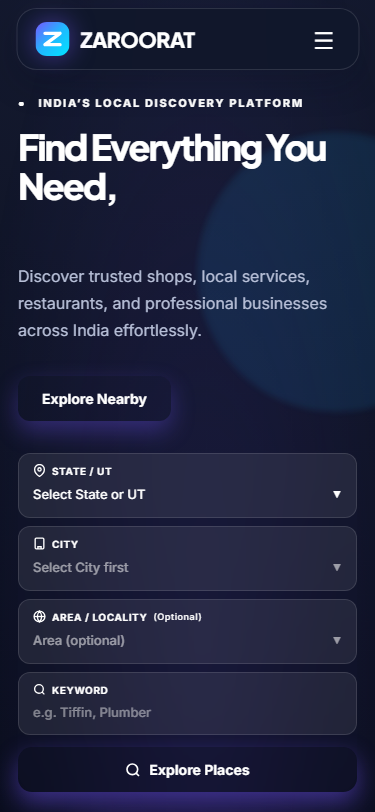 ZAROORAT
INDIA'S LOCAL DISCOVERY PLATFORM
Find Everything You
Need,
Discover trusted shops, local services,
restaurants, and professional businesses
across India effortlessly.
Explore Nearby
STATE / UT
Select State or UT
CITY
Select City first
AREA / LOCALITY (Optional)
Area (optional)
KEYWORD
e.g. Tiffin, Plumber
Explore Places